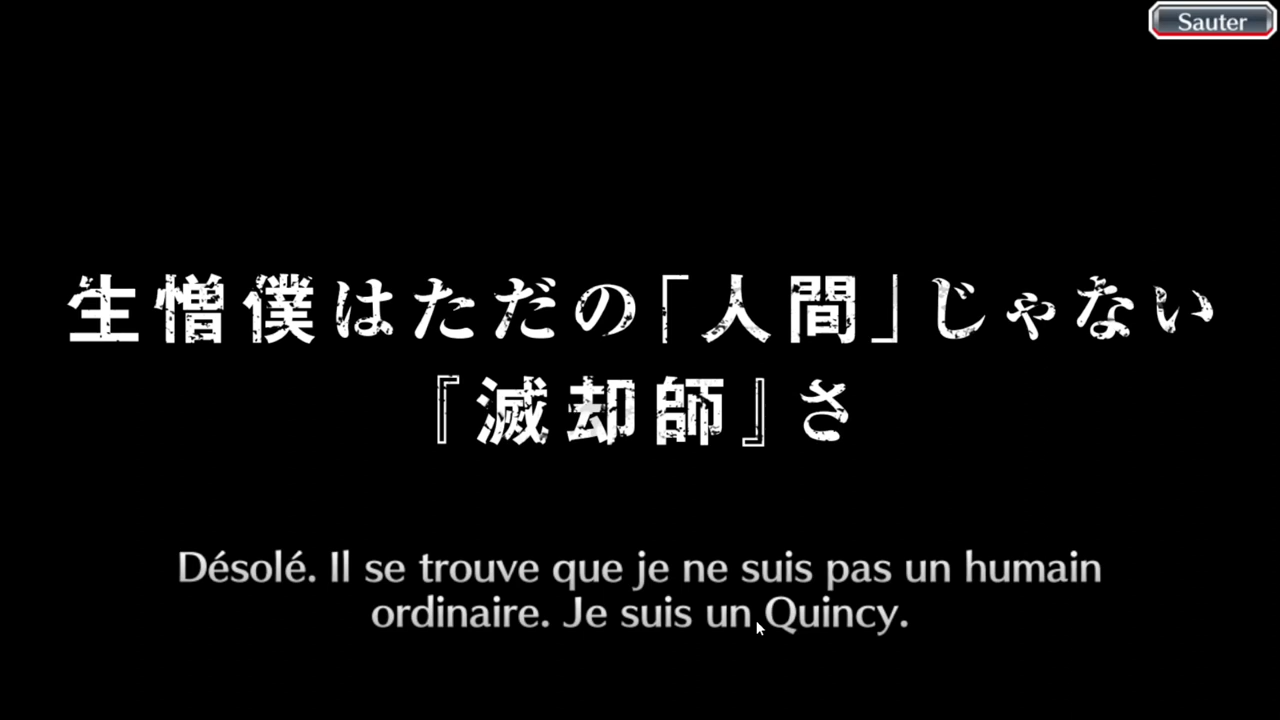 Sauter
生憎僕はただの「人間」じゃない
『滅却師』さ
Désolé. Il se trouve que je ne suis pas un humain
ordinaire. Je suis un Quincy.